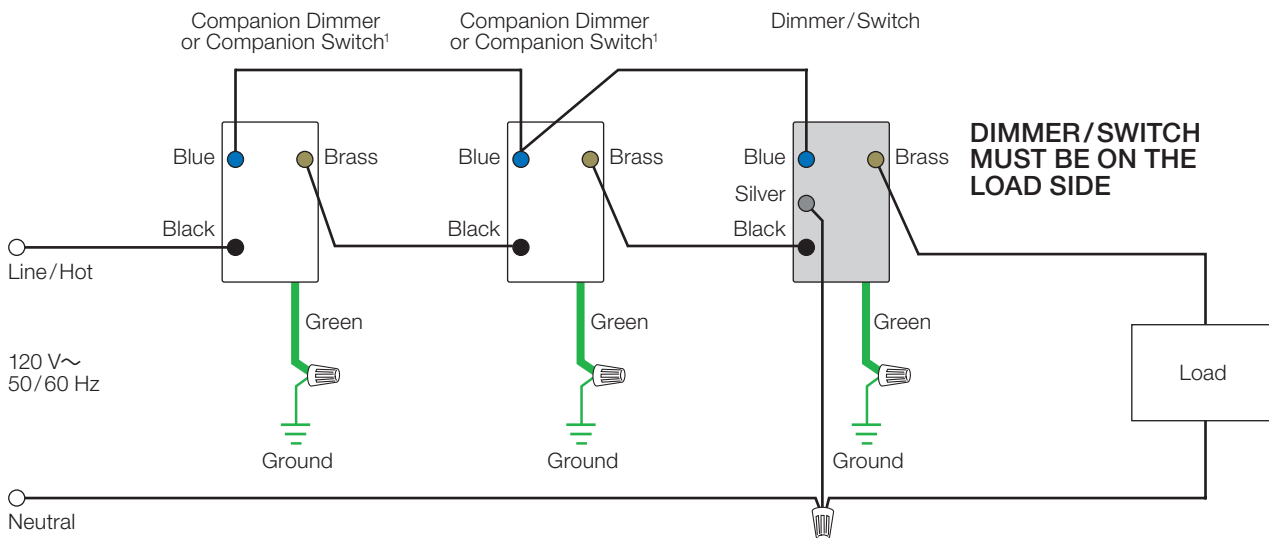 Companion Dimmer
or Companion Switch¹
Companion Dimmer
or Companion Switch¹
Dimmer/Switch
DIMMER/SWITCH
MUST BE ON THE
LOAD SIDE
Blue
Brass
Blue
Brass
Blue
Brass
Silver
Black
Black
Black
Line/Hot
Green
Green
Green
120 V~
50/60 Hz
Load
Ground
Ground
Ground
Neutral